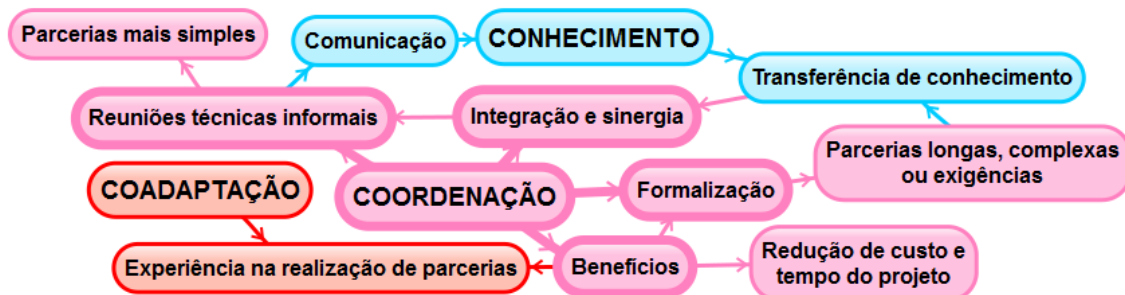 Parcerias mais simples
Comunicação
CONHECIMENTO
Transferência de conhecimento
Reuniões técnicas informais
Integração e sinergia
Parcerias longas, complexas
ou exigências
COADAPTAÇÃO
COORDENAÇÃO
Formalização
Experiência na realização de parcerias
Benefícios
Redução de custo e
tempo do projeto